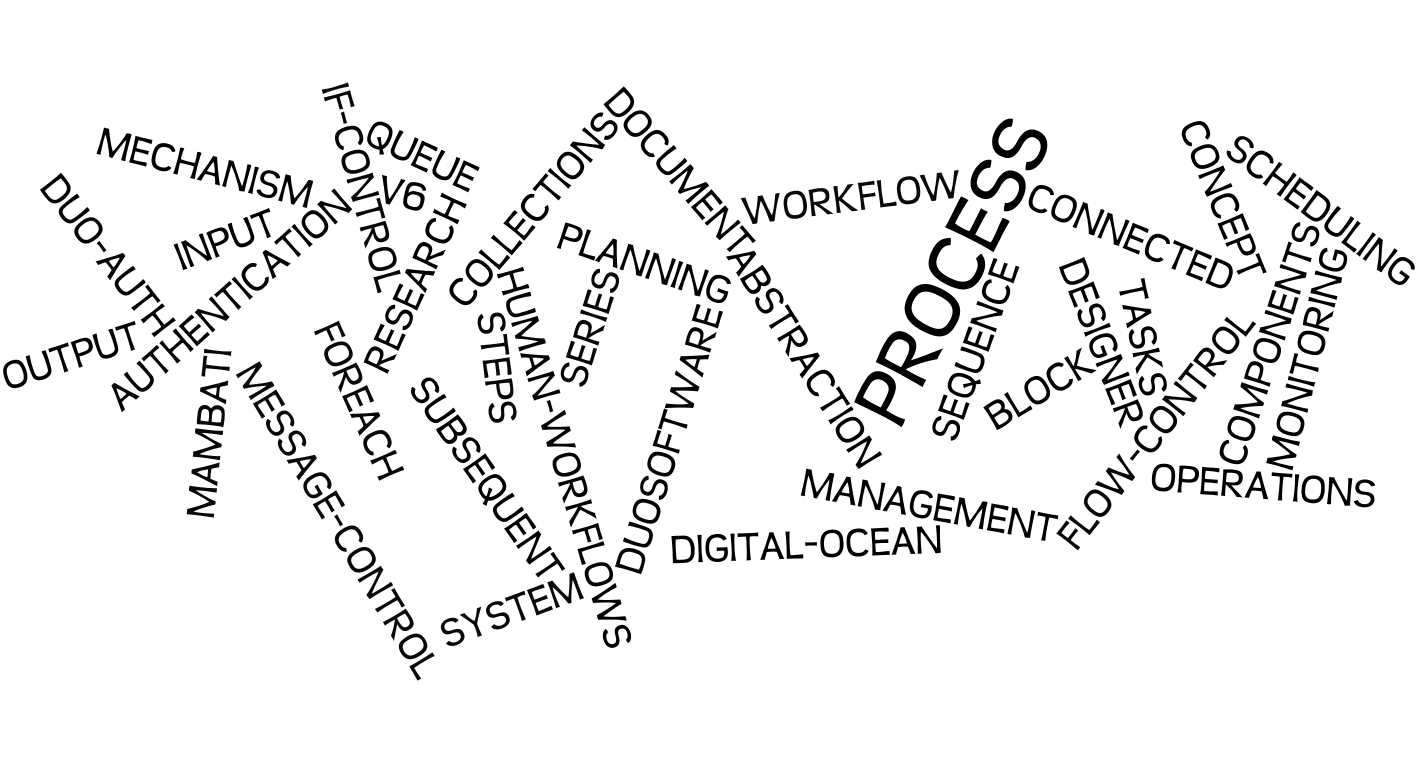 IF-CONTROL
QUEUE
MECHANISM
V6
DUO-AUTH
INPUT
AUTHENTICATION
OUTPUT
MAMBATI
RESEARCH
FOREACH
MESSAGE-CONTROL
COLLECTIONS
DOCUMENT
PLANNING
HUMAN-WORKFLOWS
STEPS
SERIES
SUBSEQUENT
SYSTEM
DUOSOFTWARE
ABSTRACTION
WORKFLOW
PROCESS
SEQUENCE
CONNECTED
CONCEPT
SCHEDULING
DESIGNER
TASKS
BLOCK
FLOW-CONTROL
COMPONENTS
MONITORING
OPERATIONS
MANAGEMENT
DIGITAL-OCEAN